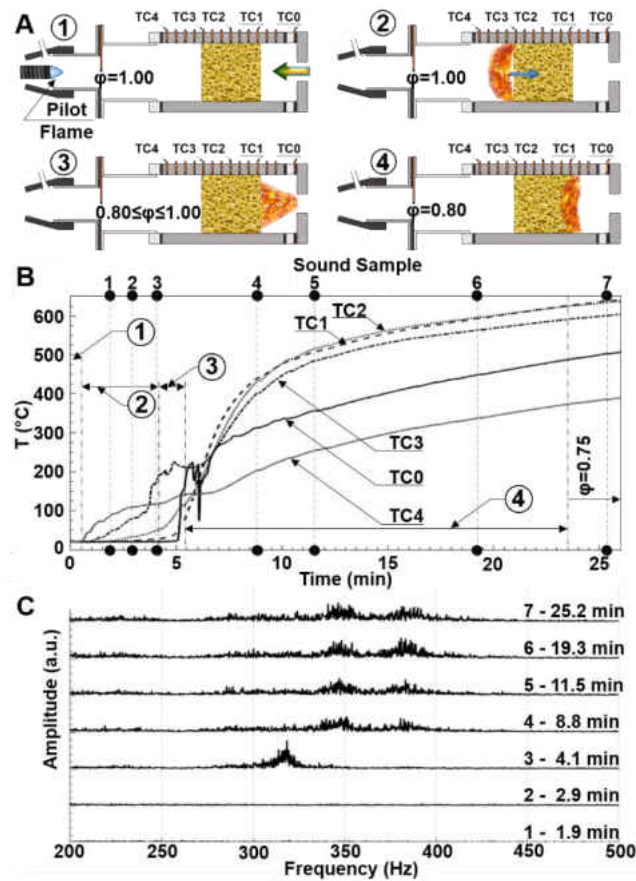 A
1
TC4 TC3 TC2 TC1 TC0
φ=1.00
Pilot
Flame
2
TC4 TC3 TC2 TC1 TC0
φ=1.00
3
TC4 TC3 TC2 TC1 TC0
0.80≤φ≤1.00
4
TC4 TC3 TC2 TC1 TC0
φ=0.80
Sound Sample
B
1 2 3 4 5 6 7
T (°C)
600
500
400
300
200
100
0
1
2
3
TC1
TC2
TC3
TC0
TC4
4
φ=0.75
0 5 10 15 20 25
Time (min)
C
Amplitude (a.u.)
7 - 25.2 min
6 - 19.3 min
5 - 11.5 min
4 - 8.8 min
3 - 4.1 min
2 - 2.9 min
1 - 1.9 min
200 250 300 350 400 450 500
Frequency (Hz)